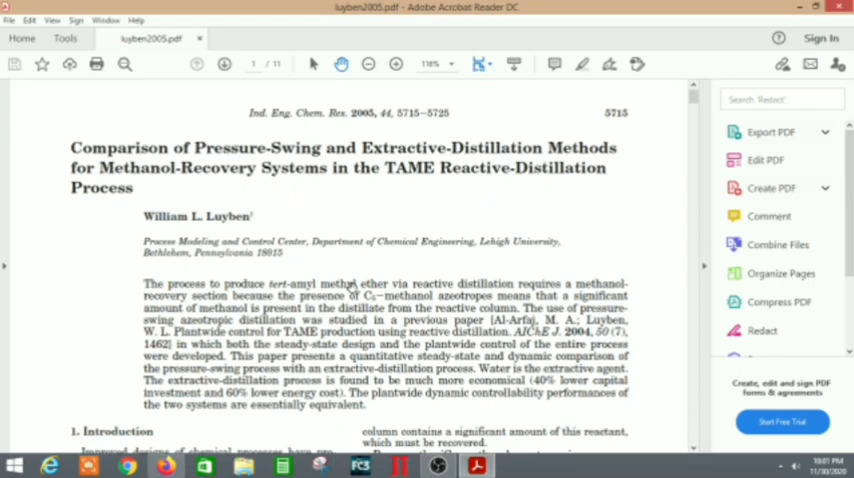 luyben2005.pdf - Adobe Acrobat Reader DC
File Edit View Sign Window Help
Home Tools luyben2005.pdf × Sign In
1 / 11 118%
Ind. Eng. Chem. Res. 2005, 44, 5715–5725 5715
Comparison of Pressure-Swing and Extractive-Distillation Methods
for Methanol-Recovery Systems in the TAME Reactive-Distillation
Process
William L. Luyben†
Process Modeling and Control Center, Department of Chemical Engineering, Lehigh University,
Bethlehem, Pennsylvania 18015
The process to produce tert-amyl methyl ether via reactive distillation requires a methanol-
recovery section because the presence of C5–methanol azeotropes means that a significant
amount of methanol is present in the distillate from the reactive column. The use of pressure-
swing azeotropic distillation was studied in a previous paper [Al-Arfaj, M. A.; Luyben,
W. L. Plantwide control for TAME production using reactive distillation. AIChE J. 2004, 50 (7),
1462] in which both the steady-state design and the plantwide control of the entire process
were developed. This paper presents a quantitative steady-state and dynamic comparison of
the pressure-swing process with an extractive-distillation process. Water is the extractive agent.
The extractive-distillation process is found to be much more economical (40% lower capital
investment and 60% lower energy cost). The plantwide dynamic controllability performances of
the two systems are essentially equivalent.
1. Introduction
Improved designs of chemical processes have two
column contains a significant amount of this reactant,
which must be recovered.
Search 'Redact'
Export PDF
Edit PDF
Create PDF
Comment
Combine Files
Organize Pages
Compress PDF
Redact
Create, edit and sign PDF
forms & agreements
Start Free Trial
FC3
10:01 PM
11/30/2020